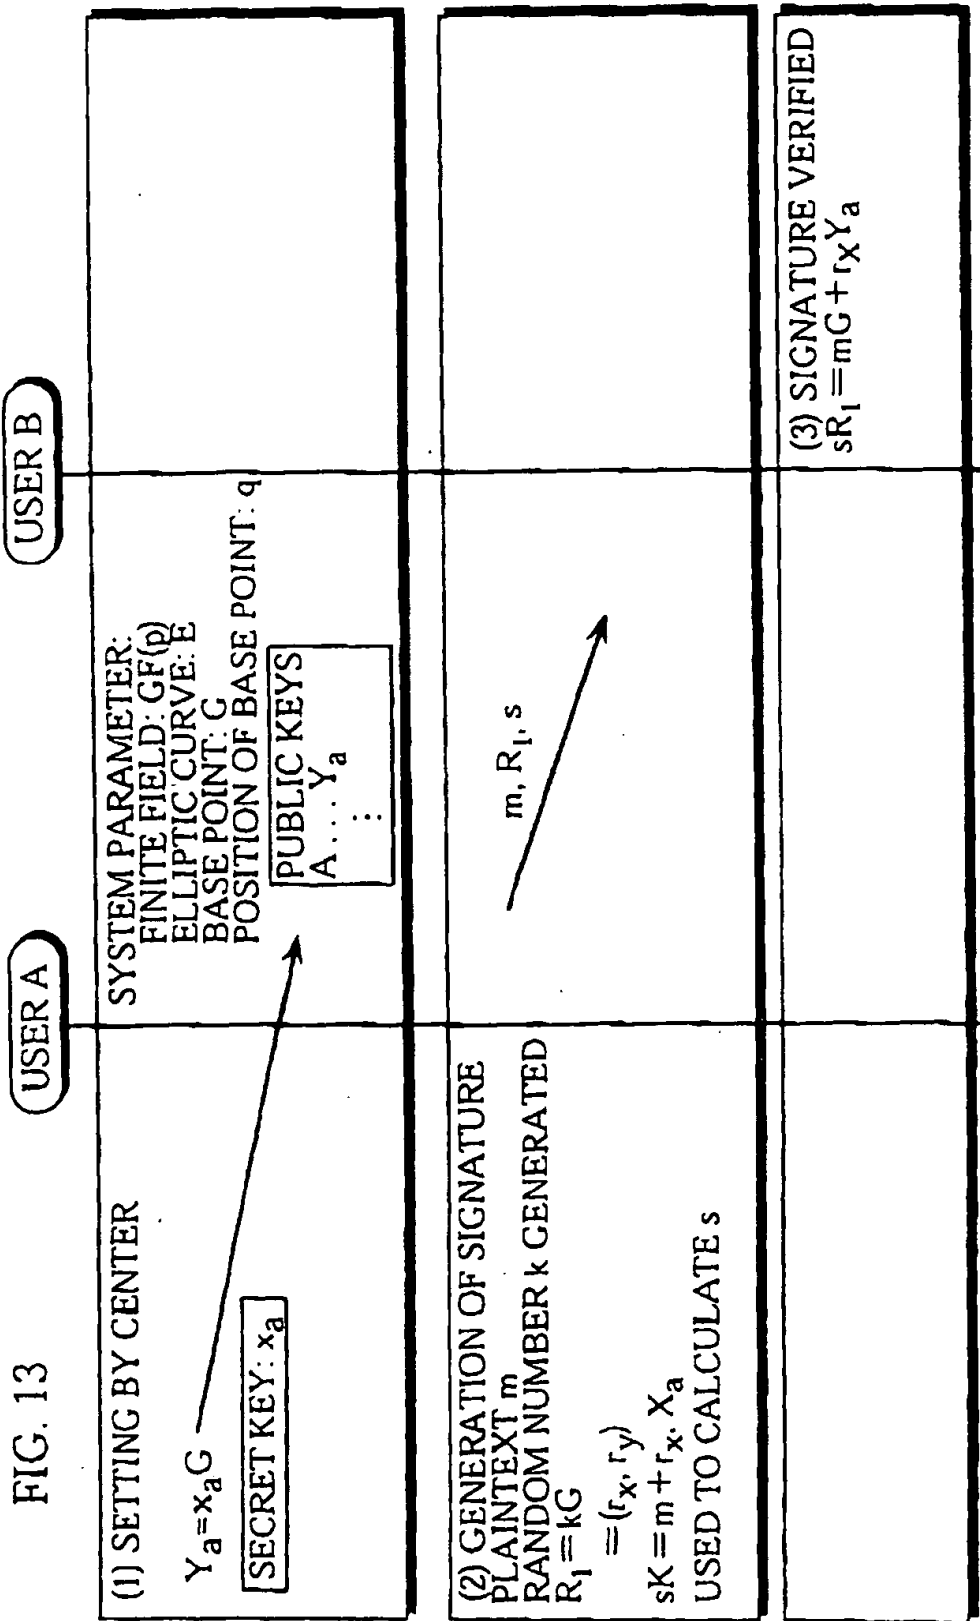 FIG. 13
USER A
USER B
(1) SETTING BY CENTER
Yₐ=xₐG
SECRET KEY: xₐ
SYSTEM PARAMETER:
FINITE FIELD: GF(p)
ELLIPTIC CURVE: E
BASE POINT: G
POSITION OF BASE POINT: q
PUBLIC KEYS
A....Yₐ
⋮
(2) GENERATION OF SIGNATURE
PLAINTEXT m
RANDOM NUMBER k GENERATED
R₁=kG
=(rₓ, r_y)
sK=m+rₓ. Xₐ
USED TO CALCULATE s
m, R₁, s
(3) SIGNATURE VERIFIED
sR₁=mG+rₓYₐ